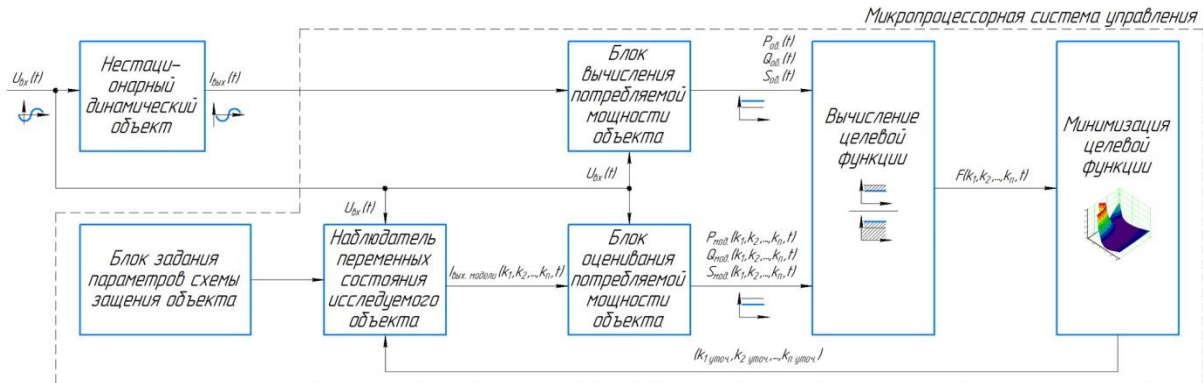 Микропроцессорная система управления
Uвх(t)
Нестаци-
онарный
динамический
объект
Iвых(t)
Блок
вычисления
потребляемой
мощности
объекта
Pоб.(t)
Qоб.(t)
Sоб.(t)
Вычисление
целевой
функции
F(k1,k2,...,kn,t)
Минимизация
целевой
функции
Uвх(t)
Uвх(t)
Блок задания
параметров схемы
защения объекта
Наблюдатель
переменных
состояния
исследуемого
объекта
Iвых. модели(k1,k2,...,kn,t)
Блок
оценивания
потребляемой
мощности
объекта
Pмод.(k1,k2,...,kn,t)
Qмод.(k1,k2,...,kn,t)
Sмод.(k1,k2,...,kn,t)
(k1 уточ.,k2 уточ.,...,kn уточ.)